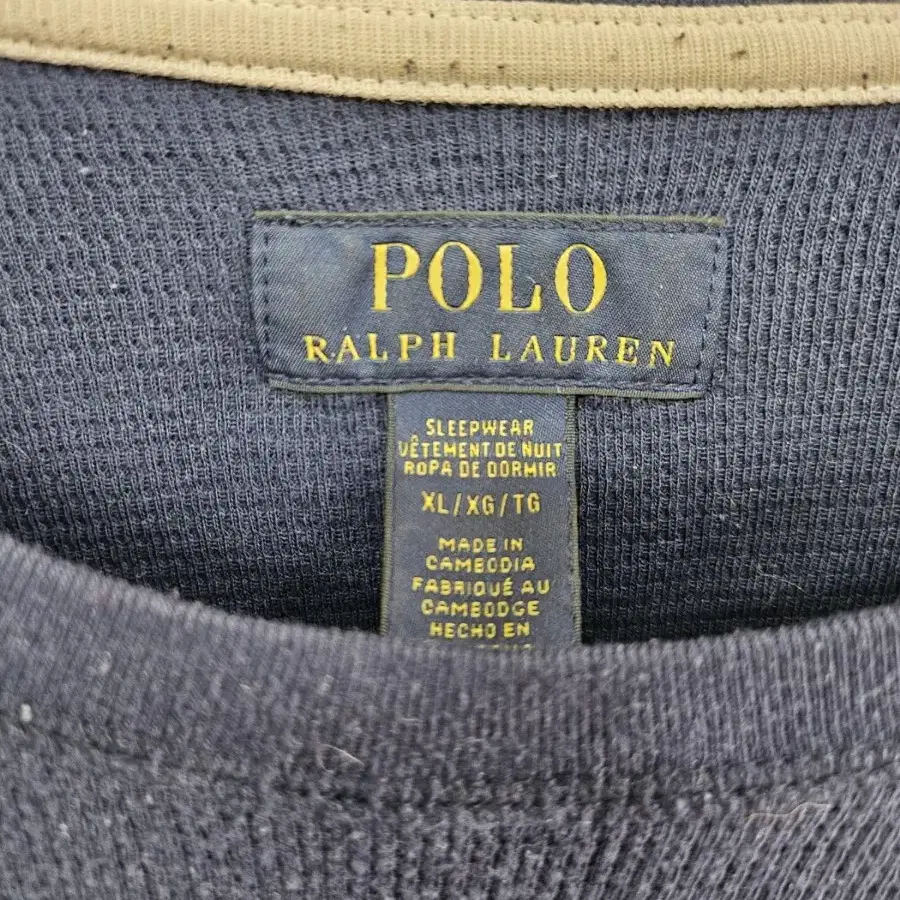 POLO
RALPH LAUREN
SLEEPWEAR
VÊTEMENT DE NUIT
ROPA DE DORMIR
XL/XG/TG
MADE IN
CAMBODIA
FABRIQUÉ AU
CAMBODGE
HECHO EN